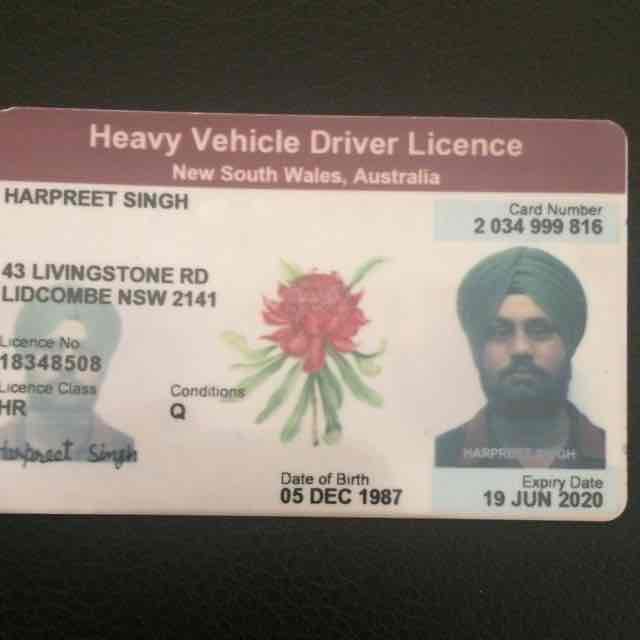 Heavy Vehicle Driver Licence
New South Wales, Australia
HARPREET SINGH
Card Number
2 034 999 816
43 LIVINGSTONE RD
LIDCOMBE NSW 2141
Licence No
18348508
Licence Class
HR
Conditions
Q
Harpreet Singh
HARPREET SINGH
Date of Birth
05 DEC 1987
Expiry Date
19 JUN 2020